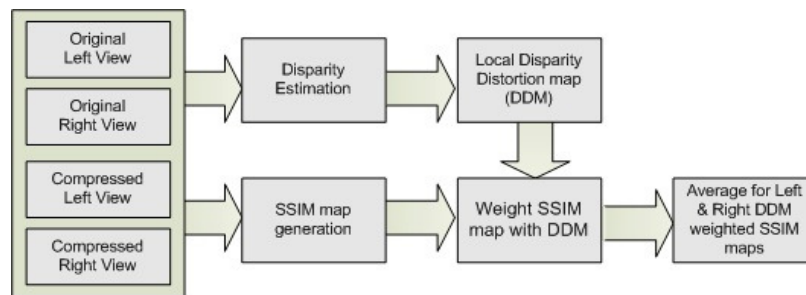 Original
Left View
Original
Right View
Compressed
Left View
Compressed
Right View
Disparity
Estimation
SSIM map
generation
Local Disparity
Distortion map
(DDM)
Weight SSIM
map with DDM
Average for Left
& Right DDM
weighted SSIM
maps